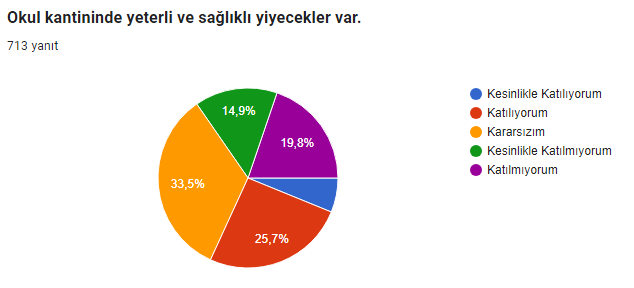 Okul kantininde yeterli ve sağlıklı yiyecekler var.
713 yanıt
Kesinlikle Katılıyorum
Katılıyorum
Kararsızım
Kesinlikle Katılmıyorum
Katılmıyorum
14,9%
19,8%
33,5%
25,7%